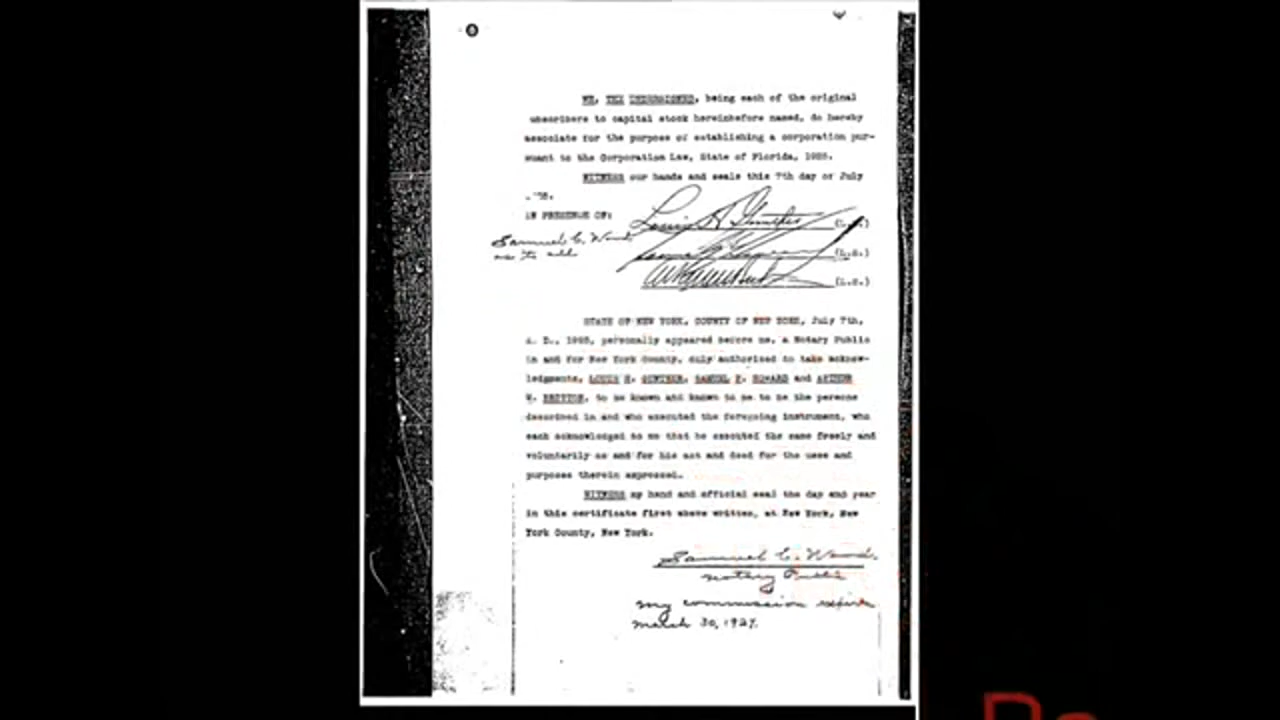 WE, THE UNDERSIGNED, being each of the original
ubscribers to capital stock hereinbefore named, do hereby
associate for the purpose of establishing a corporation pur-
suant to the Corporation Law, State of Florida, 1925.
WITNESS our hands and seals this 7th day of July
IN PRESENCE OF:
Samuel C. Wood
as to all
(L.S.)
(L.S.)
(L.S.)
STATE OF NEW YORK, COUNTY OF NEW YORK, July 7th,
A. D., 1925, personally appeared before me, a Notary Public
in and for New York County, duly authorized to take acknow-
ledgments, LOUIS H. GUNTHER, SAMUEL F. HOWARD and ARTHUR
W. BRITTON, to me known and known to me to be the persons
described in and who executed the foregoing instrument, who
each acknowledged to me that he executed the same freely and
voluntarily as and for his act and deed for the uses and
purposes therein expressed.
WITNESS my hand and official seal the day and year
in this certificate first above written, at New York, New
York County, New York.
Samuel C. Wood.
Notary Public
My commission expires
March 30, 1927.